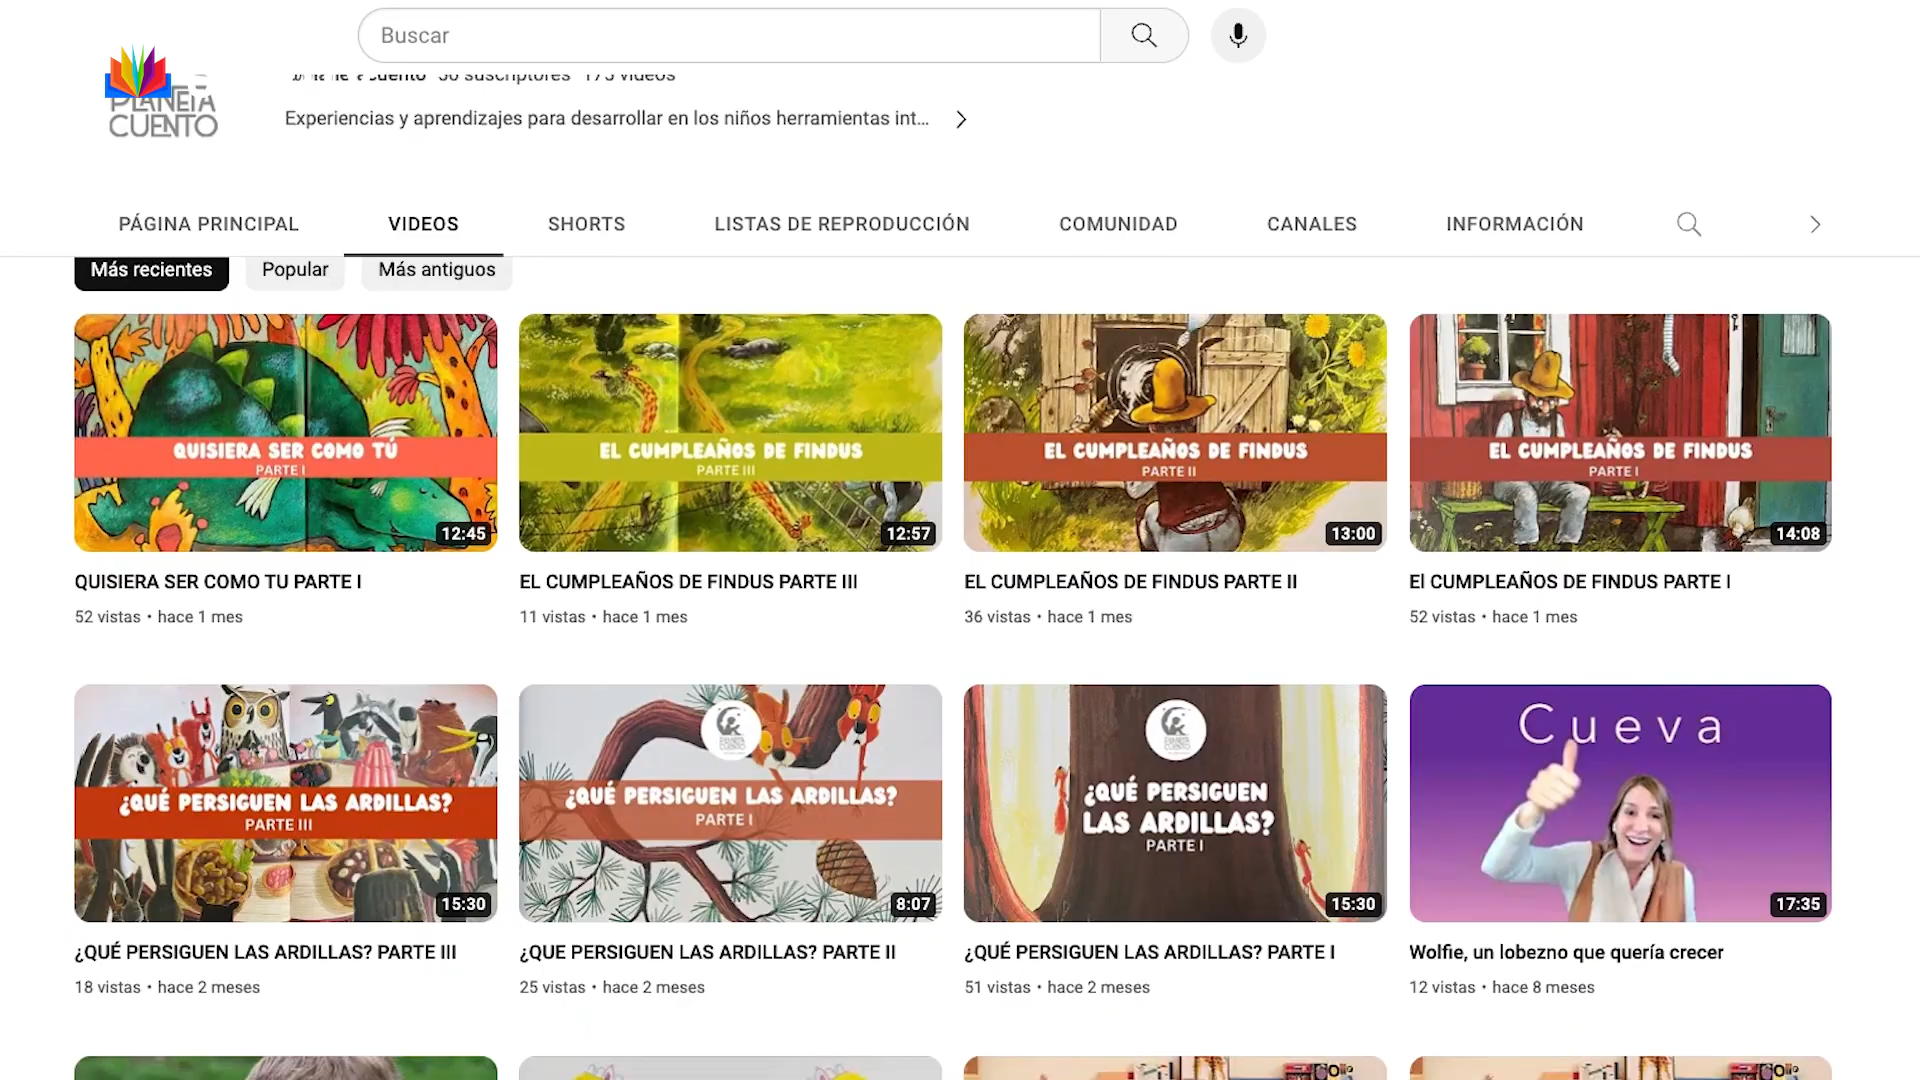 Buscar
PLANETA
CUENTO
suscriptores
Experiencias y aprendizajes para desarrollar en los niños herramientas int...
PÁGINA PRINCIPAL
VIDEOS
SHORTS
LISTAS DE REPRODUCCIÓN
COMUNIDAD
CANALES
INFORMACIÓN
Más recientes
Popular
Más antiguos
QUISIERA SER COMO TÚ
PARTE I
12:45
EL CUMPLEAÑOS DE FINDUS
PARTE III
12:57
EL CUMPLEAÑOS DE FINDUS
PARTE II
13:00
EL CUMPLEAÑOS DE FINDUS
PARTE I
14:08
QUISIERA SER COMO TU PARTE I
52 vistas • hace 1 mes
EL CUMPLEAÑOS DE FINDUS PARTE III
11 vistas • hace 1 mes
EL CUMPLEAÑOS DE FINDUS PARTE II
36 vistas • hace 1 mes
El CUMPLEAÑOS DE FINDUS PARTE I
52 vistas • hace 1 mes
¿QUÉ PERSIGUEN LAS ARDILLAS?
PARTE III
15:30
PLANETA
CUENTO
¿QUÉ PERSIGUEN LAS ARDILLAS?
PARTE I
8:07
PLANETA
CUENTO
¿QUÉ PERSIGUEN
LAS ARDILLAS?
PARTE I
15:30
Cueva
17:35
¿QUÉ PERSIGUEN LAS ARDILLAS? PARTE III
18 vistas • hace 2 meses
¿QUE PERSIGUEN LAS ARDILLAS? PARTE II
25 vistas • hace 2 meses
¿QUÉ PERSIGUEN LAS ARDILLAS? PARTE I
51 vistas • hace 2 meses
Wolfie, un lobezno que quería crecer
12 vistas • hace 8 meses